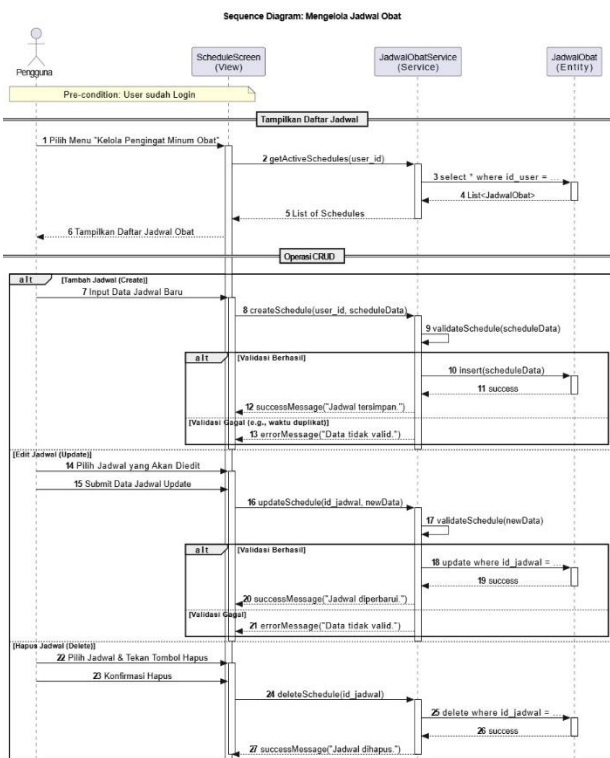 Sequence Diagram: Mengelola Jadwal Obat
Pengguna
ScheduleScreen
(View)
JadwalObatService
(Service)
JadwalObat
(Entity)
Pre-condition: User sudah Login
Tampilkan Daftar Jadwal
1 Pilih Menu "Kelola Pengingat Minum Obat"
2 getActiveSchedules(user_id)
3 select * where id_user = ...
4 List<JadwalObat>
5 List of Schedules
6 Tampilkan Daftar Jadwal Obat
Operasi CRUD
alt [Tambah Jadwal (Create)]
7 Input Data Jadwal Baru
8 createSchedule(user_id, scheduleData)
9 validateSchedule(scheduleData)
alt [Validasi Berhasil]
10 insert(scheduleData)
11 success
12 successMessage("Jadwal tersimpan.")
[Validasi Gagal (e.g., waktu duplikat)]
13 errorMessage("Data tidak valid.")
[Edit Jadwal (Update)]
14 Pilih Jadwal yang Akan Diedit
15 Submit Data Jadwal Update
16 updateSchedule(id_jadwal, newData)
17 validateSchedule(newData)
alt [Validasi Berhasil]
18 update where id_jadwal = ...
19 success
20 successMessage("Jadwal diperbarui.")
[Validasi Gagal]
21 errorMessage("Data tidak valid.")
[Hapus Jadwal (Delete)]
22 Pilih Jadwal & Tekan Tombol Hapus
23 Konfirmasi Hapus
24 deleteSchedule(id_jadwal)
25 delete where id_jadwal = ...
26 success
27 successMessage("Jadwal dihapus.")